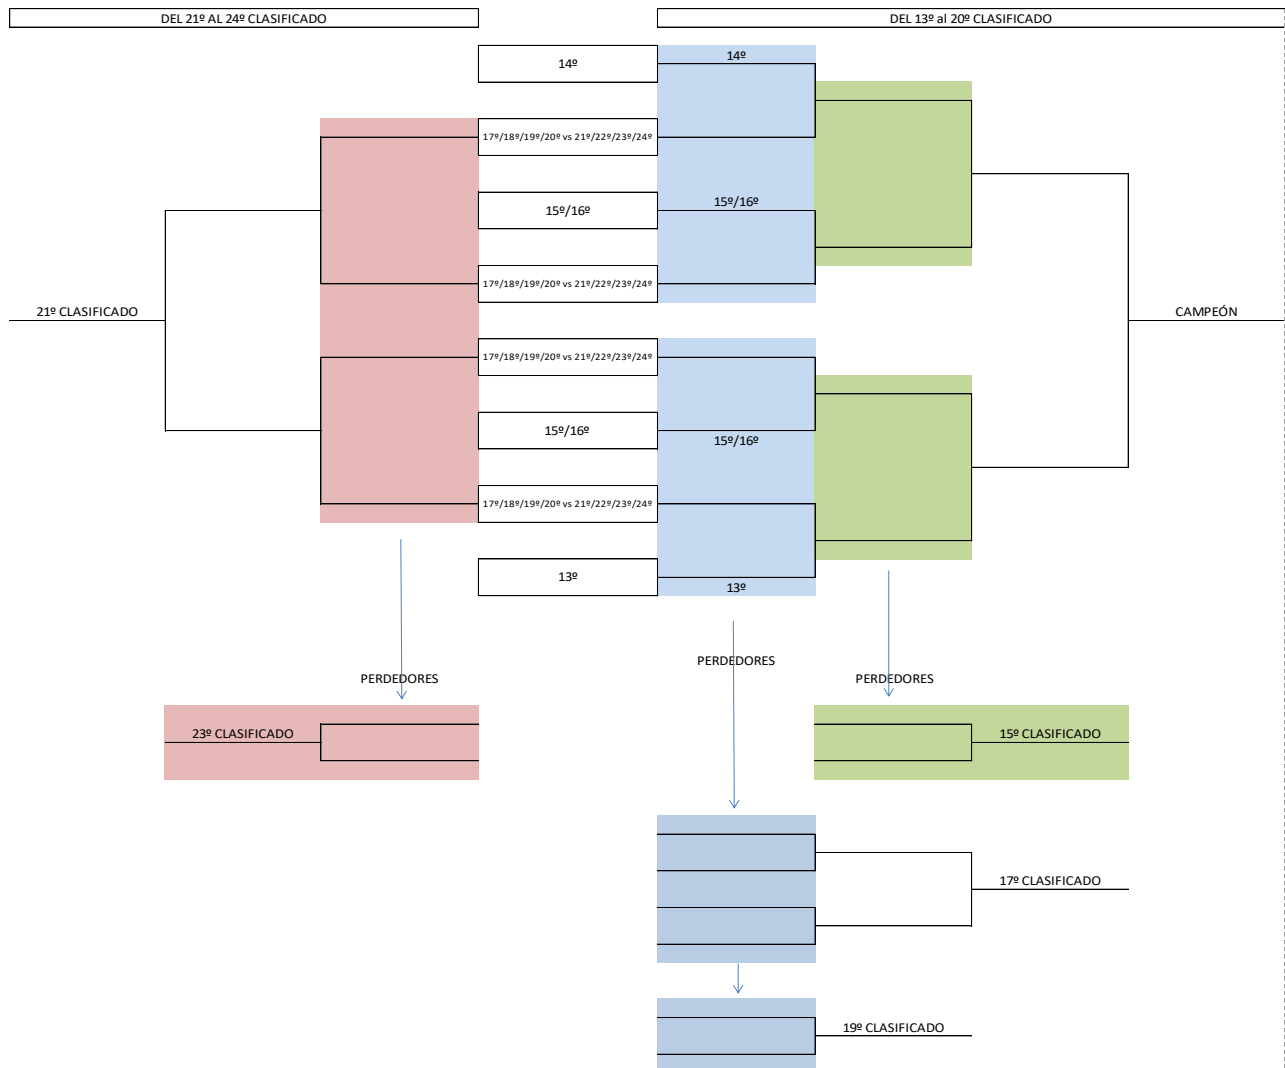 DEL 21º AL 24º CLASIFICADO
DEL 13º al 20º CLASIFICADO
14º
14º
17º/18º/19º/20º vs 21º/22º/23º/24º
15º/16º
15º/16º
17º/18º/19º/20º vs 21º/22º/23º/24º
21º CLASIFICADO
CAMPEÓN
17º/18º/19º/20º vs 21º/22º/23º/24º
15º/16º
15º/16º
17º/18º/19º/20º vs 21º/22º/23º/24º
13º
13º
PERDEDORES
PERDEDORES
PERDEDORES
23º CLASIFICADO
15º CLASIFICADO
17º CLASIFICADO
19º CLASIFICADO